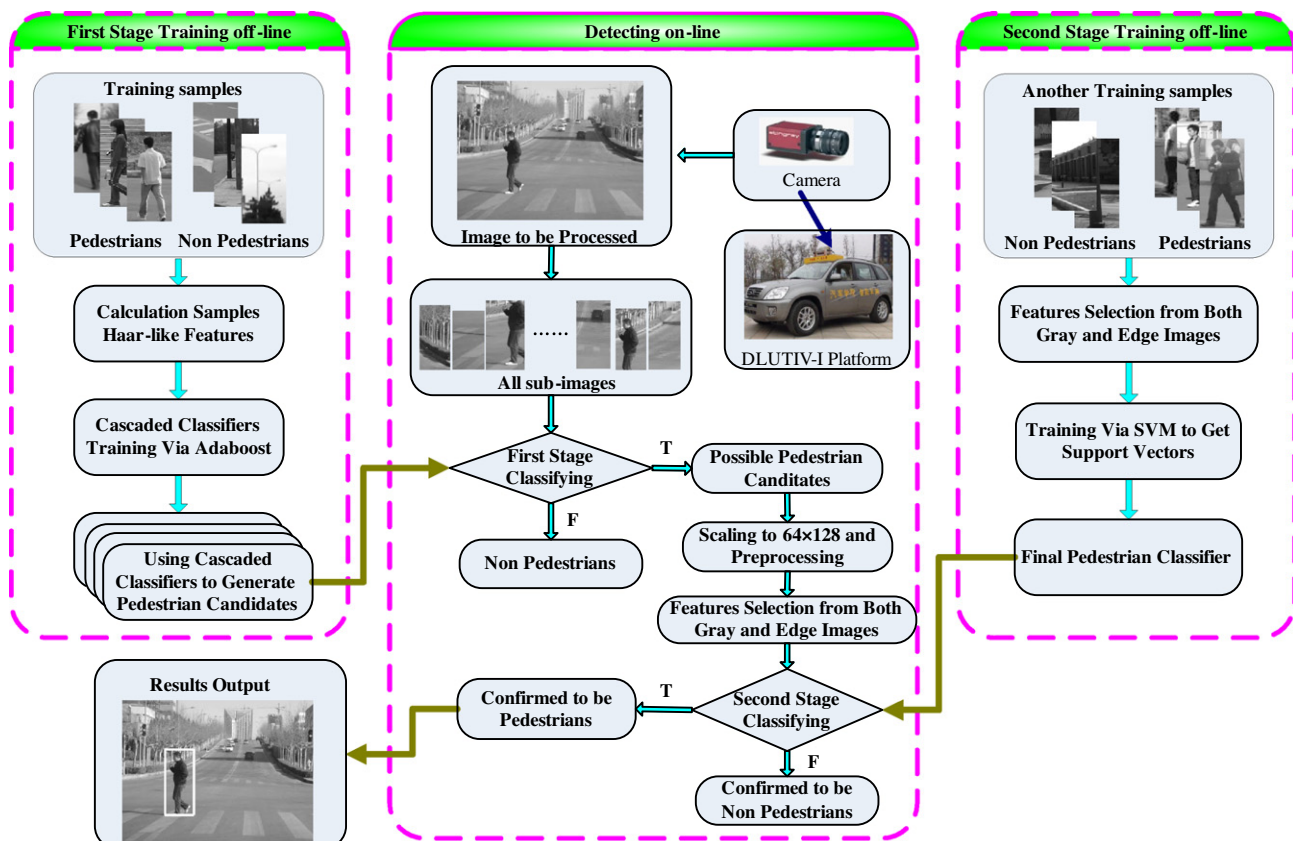 First Stage Training off-line
Training samples
Pedestrians
Non Pedestrians
Calculation Samples
Haar-like Features
Cascaded Classifiers
Training Via Adaboost
Using Cascaded
Classifiers to Generate
Pedestrian Candidates
Detecting on-line
Image to be Processed
Camera
DLUTIV-I Platform
......
All sub-images
First Stage
Classifying
T
F
Non Pedestrians
Possible Pedestrian
Canditates
Scaling to 64×128 and
Preprocessing
Features Selection from Both
Gray and Edge Images
Second Stage
Classifying
T
F
Confirmed to be
Pedestrians
Confirmed to be
Non Pedestrians
Results Output
Second Stage Training off-line
Another Training samples
Non Pedestrians
Pedestrians
Features Selection from Both
Gray and Edge Images
Training Via SVM to Get
Support Vectors
Final Pedestrian Classifier